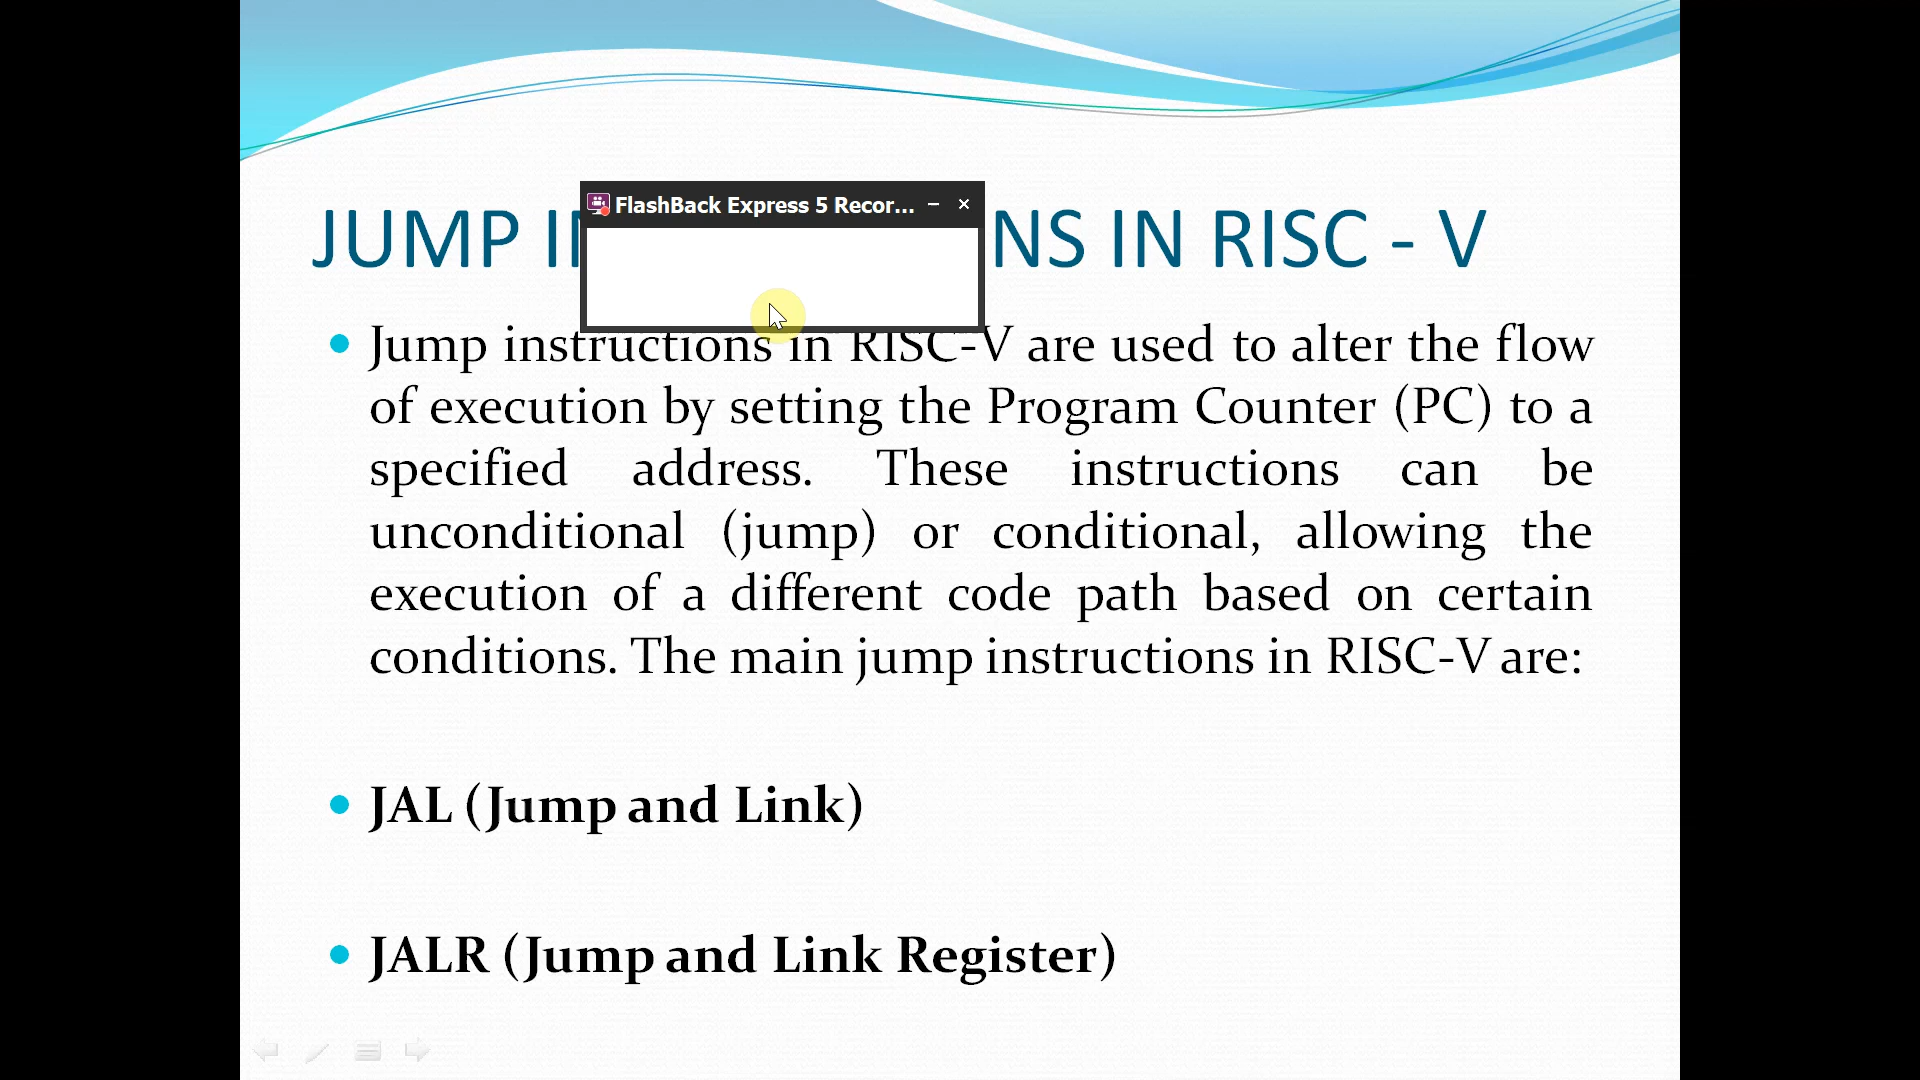 FlashBack Express 5 Recor...
JUMP IN NS IN RISC - V
Jump instructions in RISC-V are used to alter the flow
of execution by setting the Program Counter (PC) to a
specified address. These instructions can be
unconditional (jump) or conditional, allowing the
execution of a different code path based on certain
conditions. The main jump instructions in RISC-V are:
JAL (Jump and Link)
JALR (Jump and Link Register)